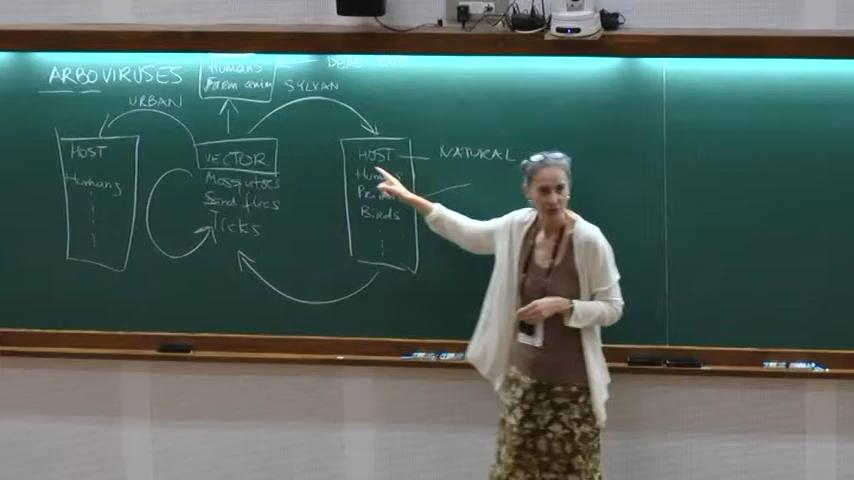 ARBOVIRUSES
Humans
Farm anim
DEAD-END
URBAN
SYLVAN
HOST
Humans
VECTOR
Mosquitoes
Sand flies
Ticks
HOST
Birds
NATURAL